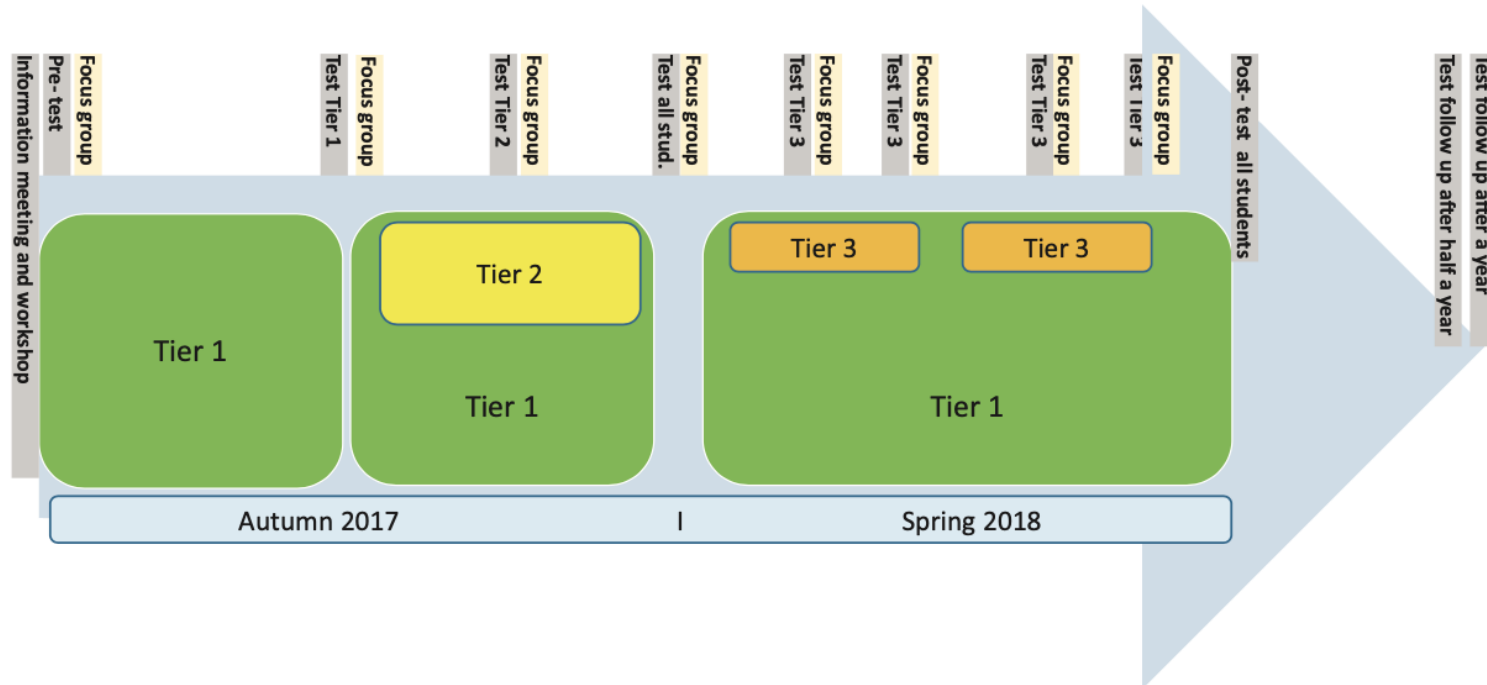 Information meeting and workshop
Pre- test
Focus group
Test Tier 1
Focus group
Test Tier 2
Focus group
Test all stud.
Focus group
Test Tier 3
Focus group
Test Tier 3
Focus group
Test Tier 3
Focus group
Test Tier 3
Focus group
Post- test all students
Test follow up after half a year
Test follow up after a year
Tier 1
Tier 2
Tier 1
Tier 3
Tier 3
Tier 1
Autumn 2017 I Spring 2018